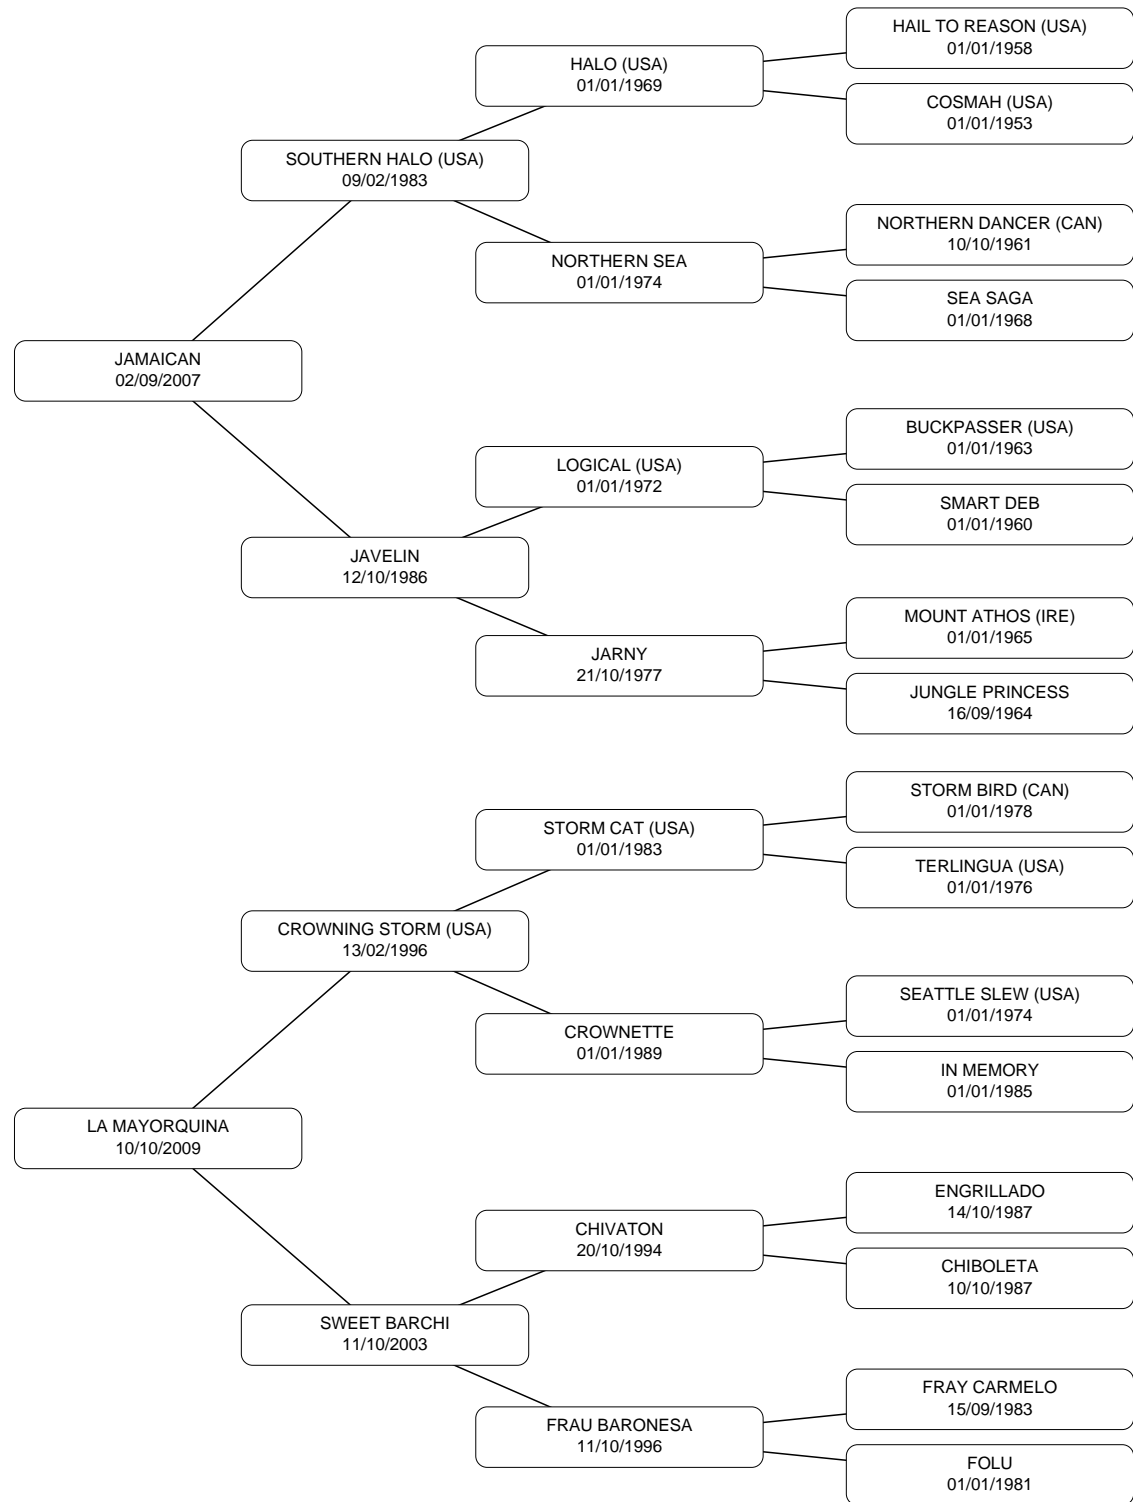 HAIL TO REASON (USA)
01/01/1958
HALO (USA)
01/01/1969
COSMAH (USA)
01/01/1953
SOUTHERN HALO (USA)
09/02/1983
NORTHERN DANCER (CAN)
10/10/1961
NORTHERN SEA
01/01/1974
SEA SAGA
01/01/1968
JAMAICAN
02/09/2007
BUCKPASSER (USA)
01/01/1963
LOGICAL (USA)
01/01/1972
SMART DEB
01/01/1960
JAVELIN
12/10/1986
MOUNT ATHOS (IRE)
01/01/1965
JARNY
21/10/1977
JUNGLE PRINCESS
16/09/1964
STORM BIRD (CAN)
01/01/1978
STORM CAT (USA)
01/01/1983
TERLINGUA (USA)
01/01/1976
CROWNING STORM (USA)
13/02/1996
SEATTLE SLEW (USA)
01/01/1974
CROWNETTE
01/01/1989
IN MEMORY
01/01/1985
LA MAYORQUINA
10/10/2009
ENGRILLADO
14/10/1987
CHIVATON
20/10/1994
CHIBOLETA
10/10/1987
SWEET BARCHI
11/10/2003
FRAY CARMELO
15/09/1983
FRAU BARONESA
11/10/1996
FOLU
01/01/1981